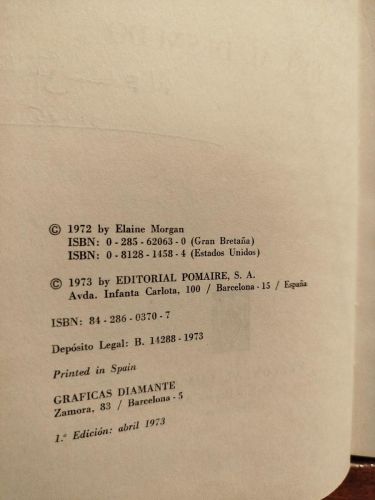 © 1972 by Elaine Morgan
ISBN: 0 - 285 - 62063 - 0 (Gran Bretaña)
ISBN: 0 - 8128 - 1458 - 4 (Estados Unidos)
© 1973 by EDITORIAL POMAIRE, S. A.
Avda. Infanta Carlota, 100 / Barcelona - 15 / España
ISBN: 84 - 286 - 0370 - 7
Depósito Legal: B. 14288 - 1973
Printed in Spain
GRAFICAS DIAMANTE
Zamora, 83 / Barcelona - 5
1.ª Edición: abril 1973